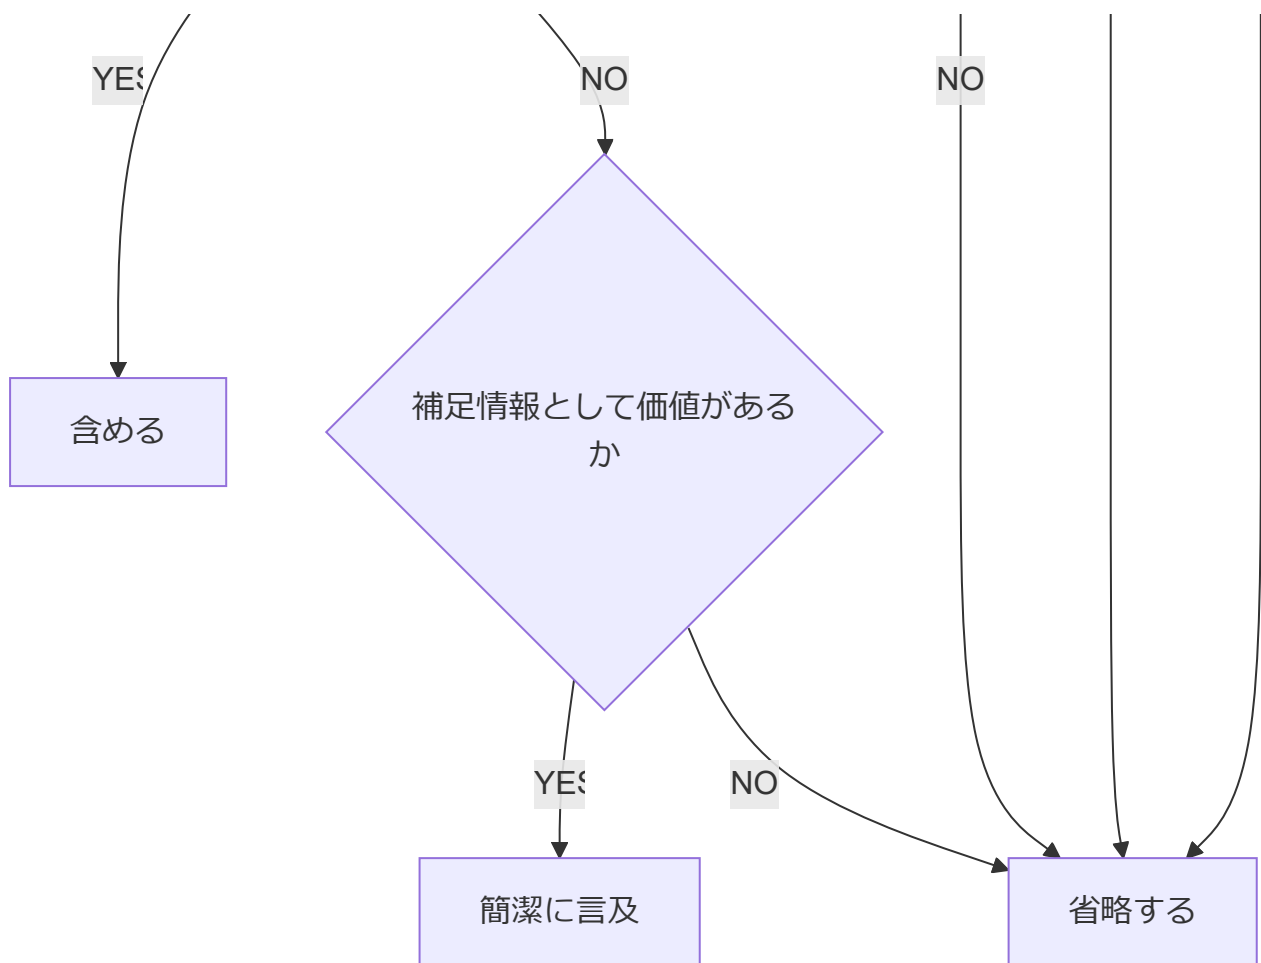 YES
NO
NO
含める
補足情報として価値がある
か
YES
NO
簡潔に言及
省略する